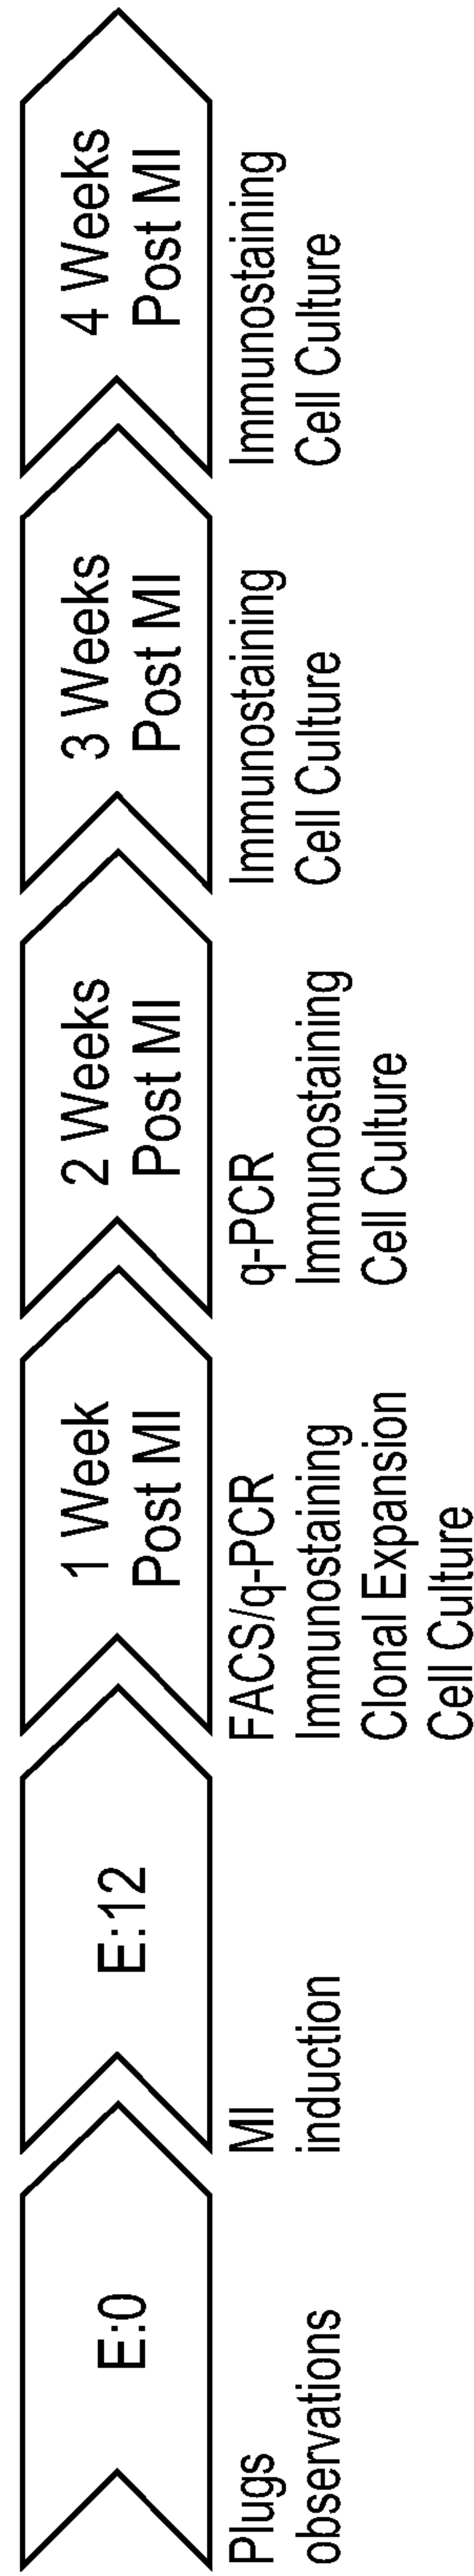 E:0
Plugs
observations
E:12
MI
induction
1 Week
Post MI
FACS/q-PCR
Immunostaining
Clonal Expansion
Cell Culture
2 Weeks
Post MI
q-PCR
Immunostaining
Cell Culture
3 Weeks
Post MI
Immunostaining
Cell Culture
4 Weeks
Post MI
Immunostaining
Cell Culture